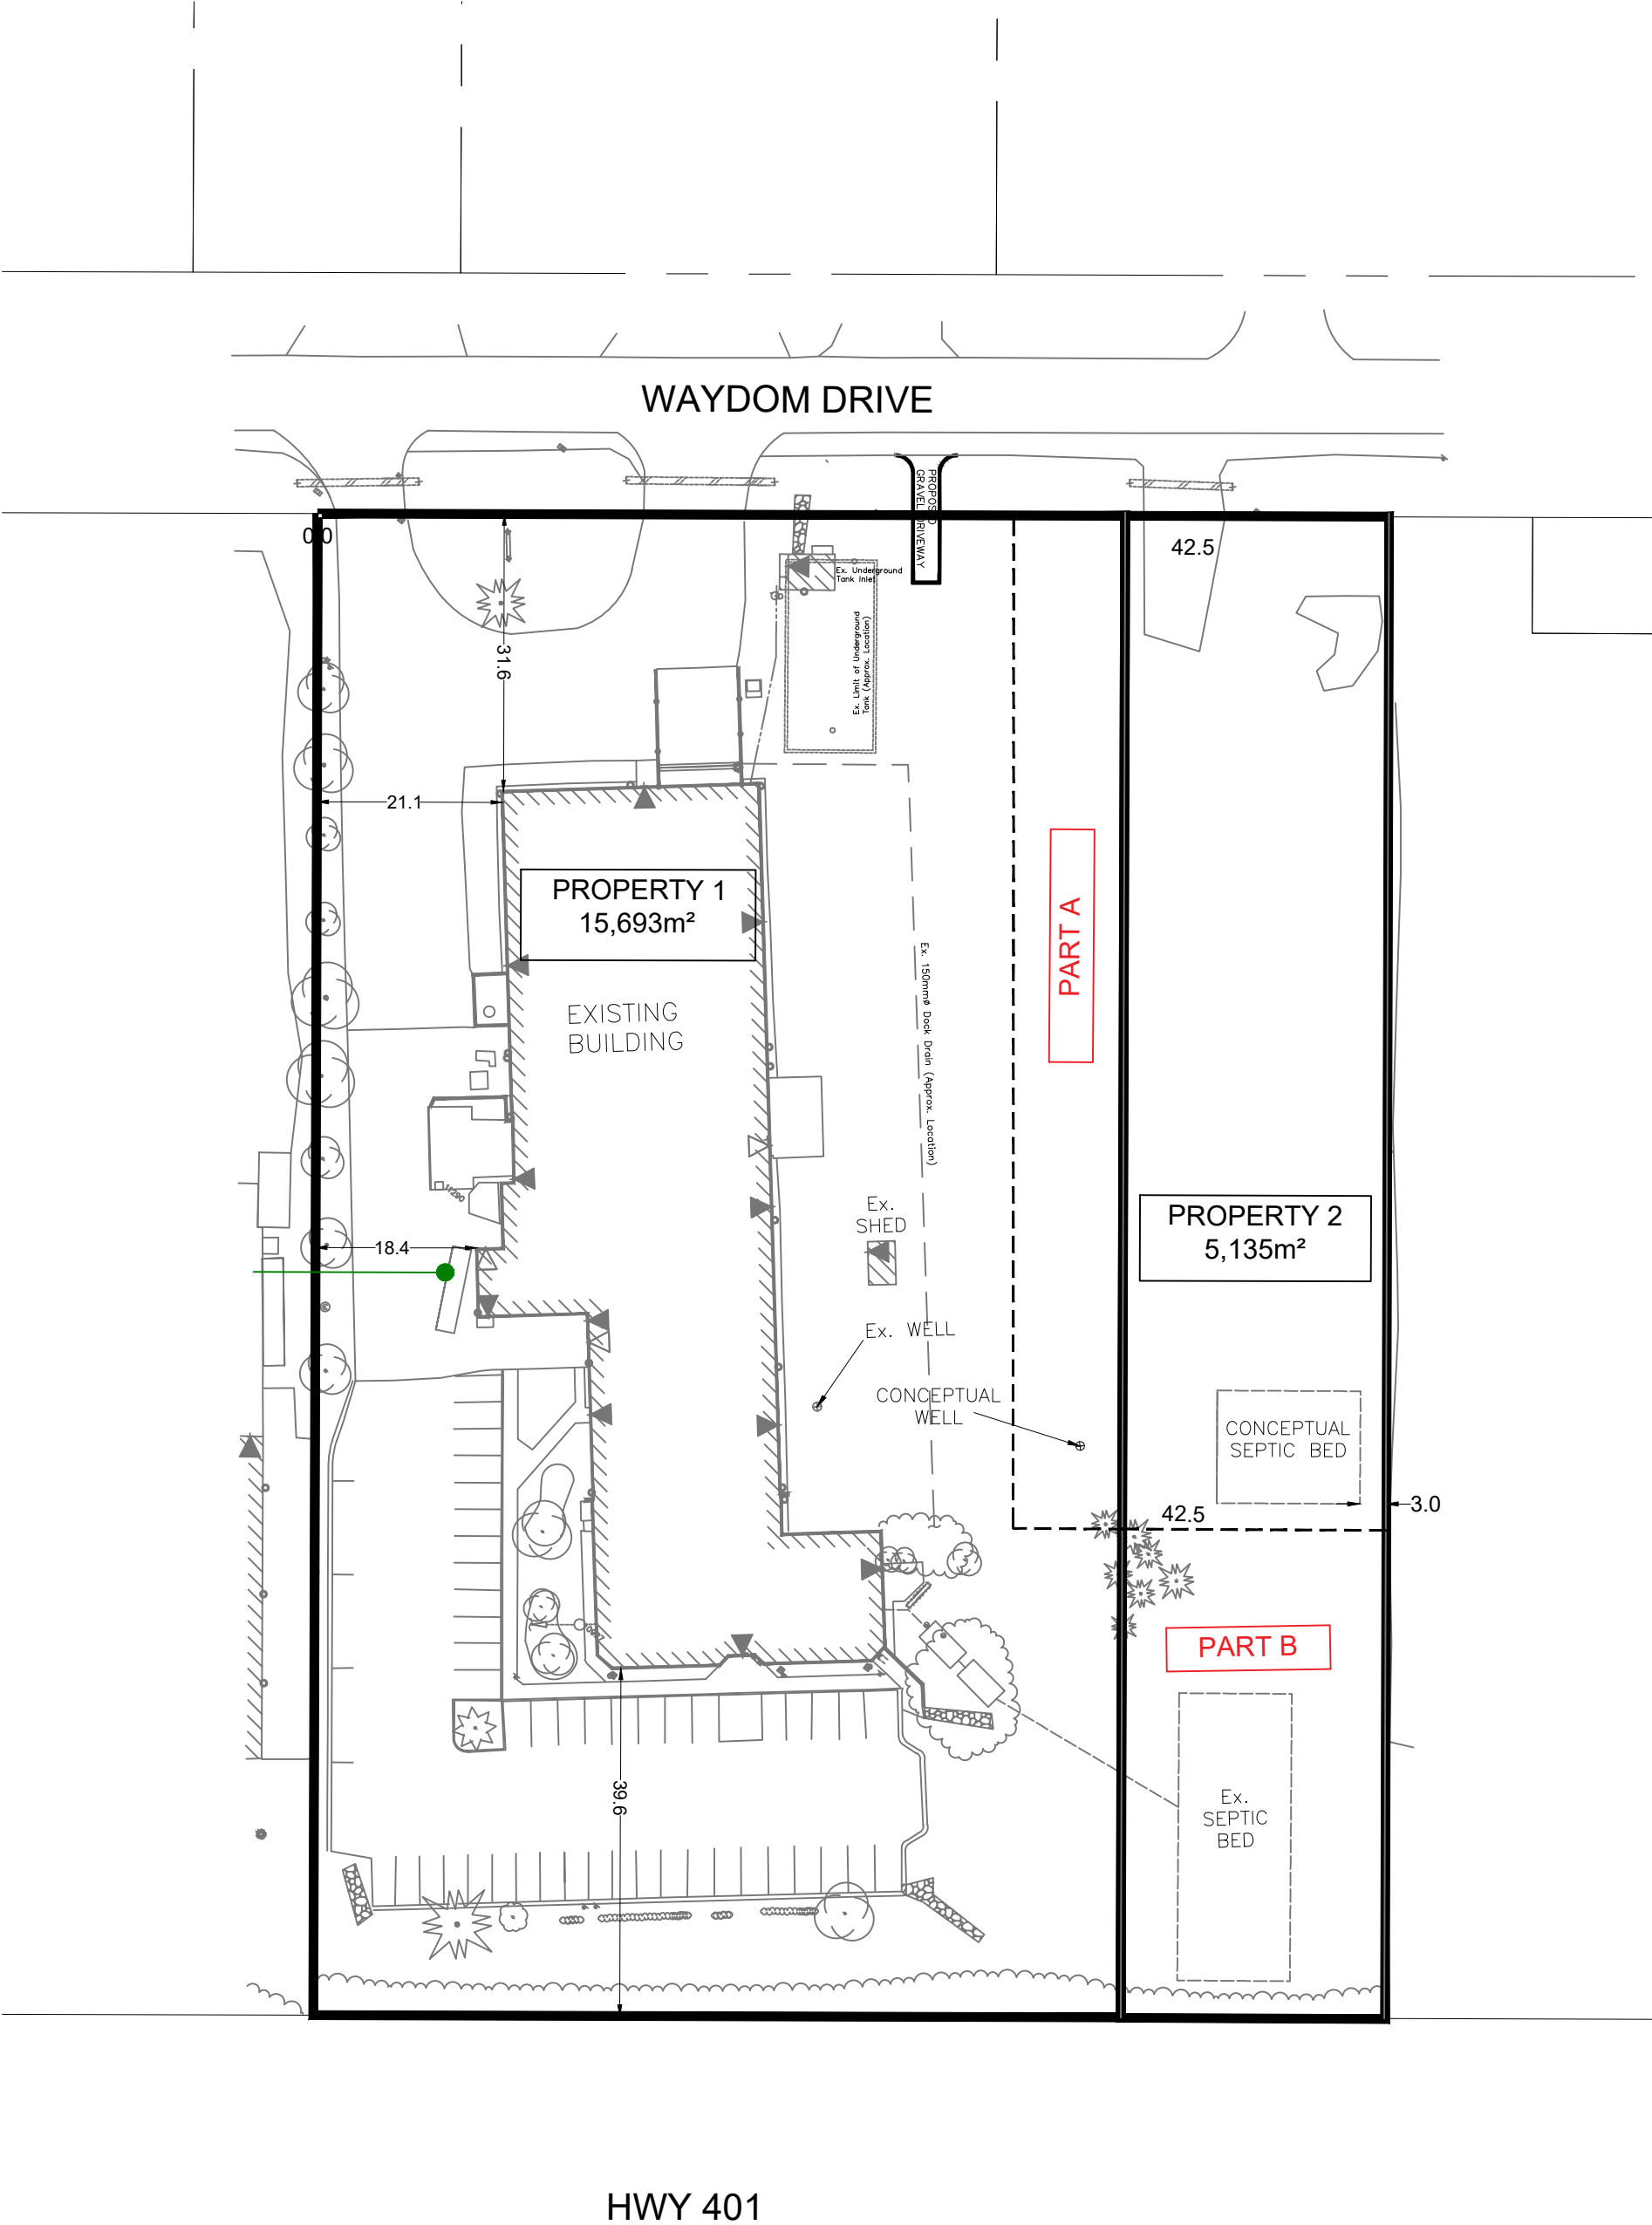 WAYDOM DRIVE
PROPOSED
GRAVEL DRIVEWAY
0.0
42.5
Ex. Underground
Tank Inlet
Ex. Limit of Underground
Tank (Approx. Location)
31.6
21.1
PROPERTY 1
15,693m²
PART A
EXISTING
BUILDING
Ex. 150mmø Dock Drain (Approx. Location)
PROPERTY 2
5,135m²
Ex.
SHED
18.4
Ex. WELL
CONCEPTUAL
WELL
CONCEPTUAL
SEPTIC BED
3.0
42.5
PART B
39.6
Ex.
SEPTIC
BED
HWY 401